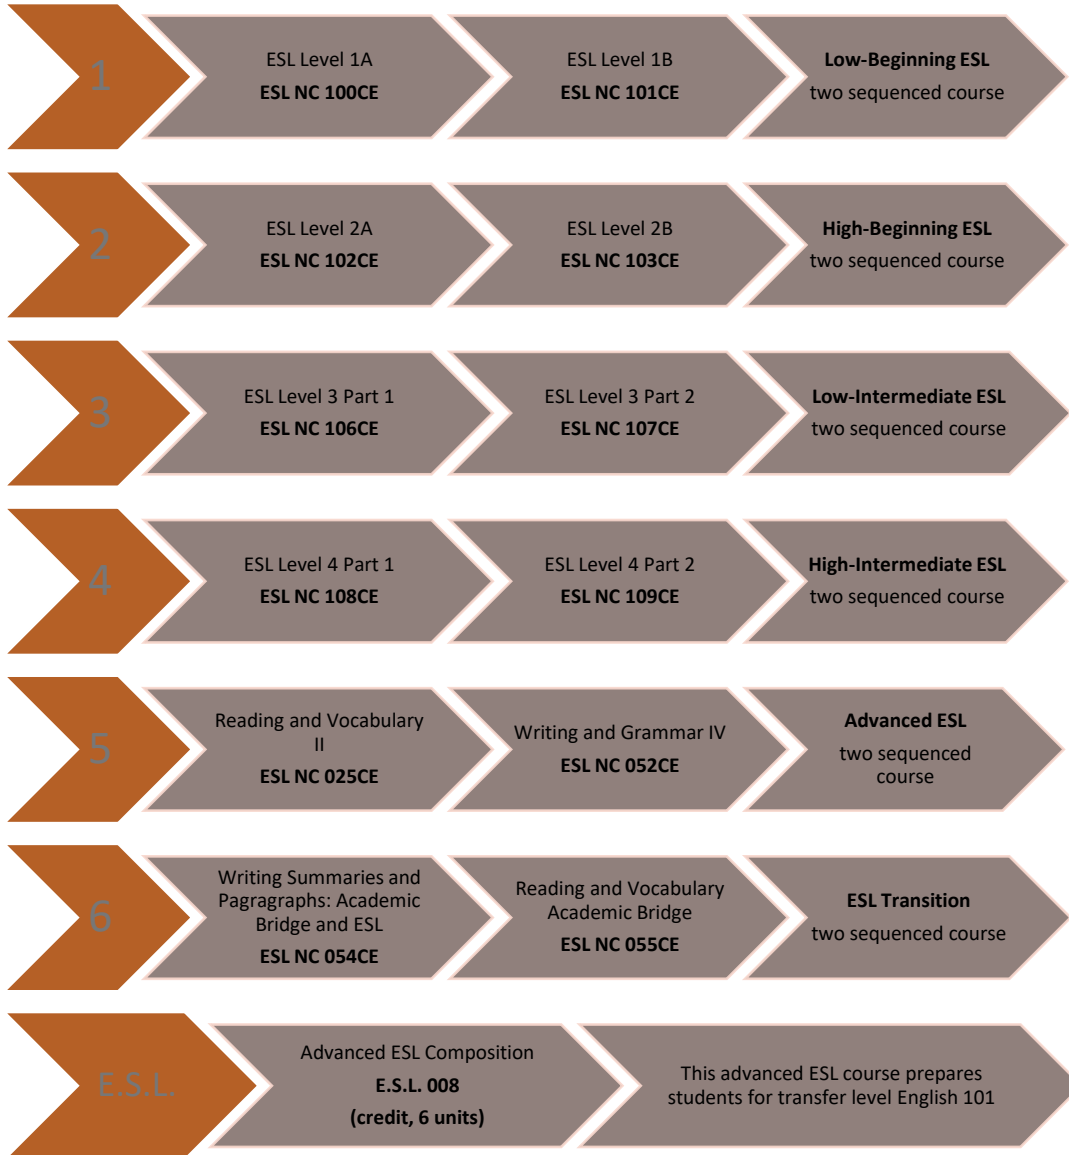 1
ESL Level 1A
ESL NC 100CE
ESL Level 1B
ESL NC 101CE
Low-Beginning ESL
two sequenced course
2
ESL Level 2A
ESL NC 102CE
ESL Level 2B
ESL NC 103CE
High-Beginning ESL
two sequenced course
3
ESL Level 3 Part 1
ESL NC 106CE
ESL Level 3 Part 2
ESL NC 107CE
Low-Intermediate ESL
two sequenced course
4
ESL Level 4 Part 1
ESL NC 108CE
ESL Level 4 Part 2
ESL NC 109CE
High-Intermediate ESL
two sequenced course
5
Reading and Vocabulary
II
ESL NC 025CE
Writing and Grammar IV
ESL NC 052CE
Advanced ESL
two sequenced
course
6
Writing Summaries and
Pagragraphs: Academic
Bridge and ESL
ESL NC 054CE
Reading and Vocabulary
Academic Bridge
ESL NC 055CE
ESL Transition
two sequenced course
E.S.L.
Advanced ESL Composition
E.S.L. 008
(credit, 6 units)
This advanced ESL course prepares
students for transfer level English 101